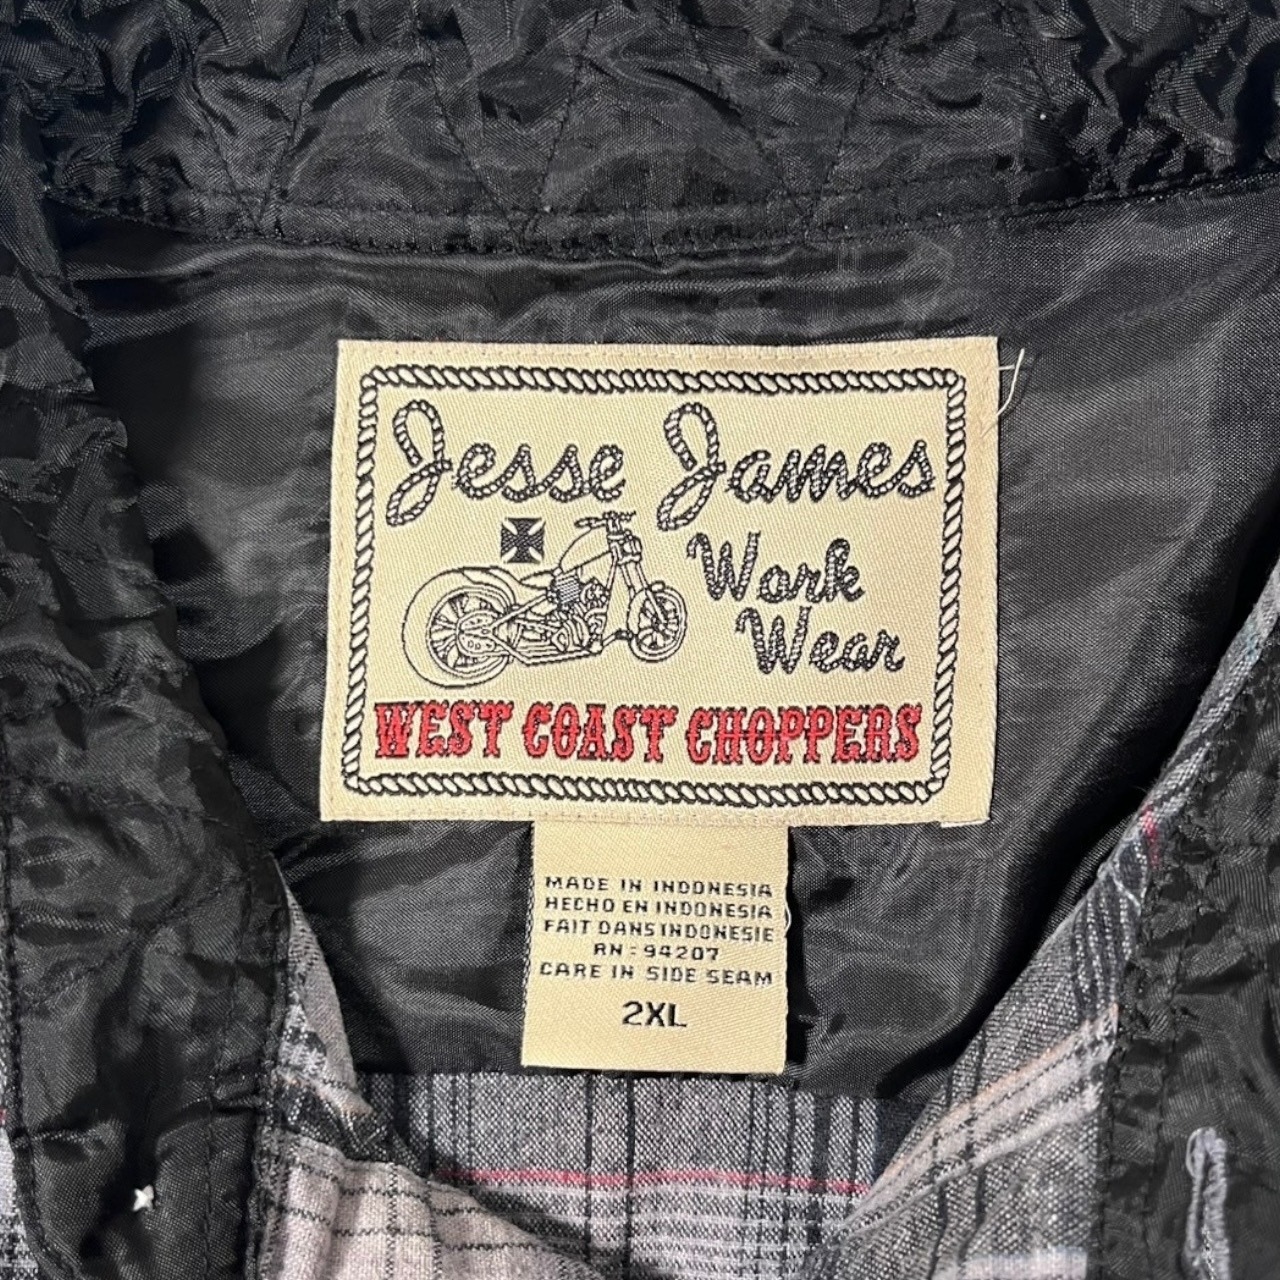 Jesse James
Work
Wear
WEST COAST CHOPPERS
MADE IN INDONESIA
HECHO EN INDONESIA
FAIT DANS INDONESIE
RN : 94207
CARE IN SIDE SEAM
2XL